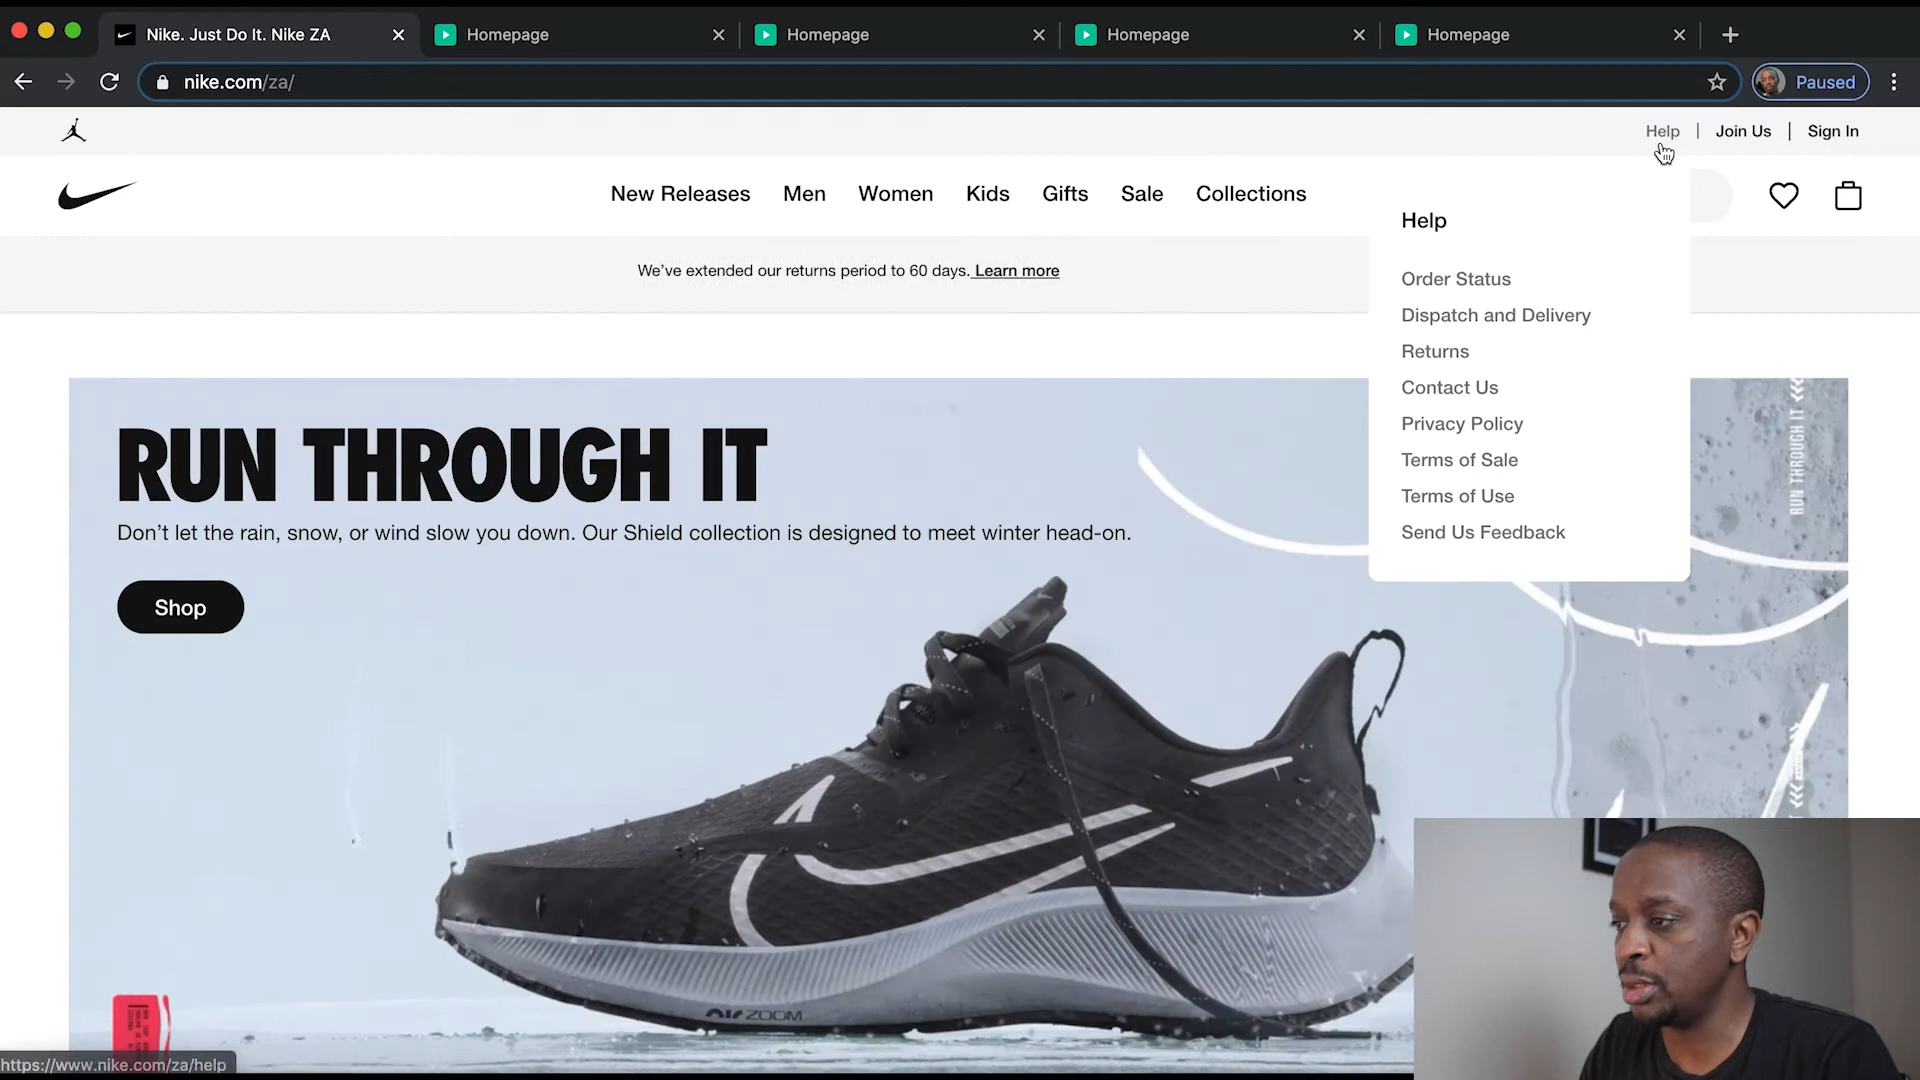 Nike. Just Do It. Nike ZA
Homepage
Homepage
Homepage
Homepage
nike.com/za/
Paused
Help | Join Us | Sign In
New Releases Men Women Kids Gifts Sale Collections
We’ve extended our returns period to 60 days. Learn more
Help
Order Status
Dispatch and Delivery
Returns
Contact Us
Privacy Policy
Terms of Sale
Terms of Use
Send Us Feedback
RUN THROUGH IT
Don’t let the rain, snow, or wind slow you down. Our Shield collection is designed to meet winter head-on.
Shop
RUN THROUGH IT
AIR ZOOM
https://www.nike.com/za/help